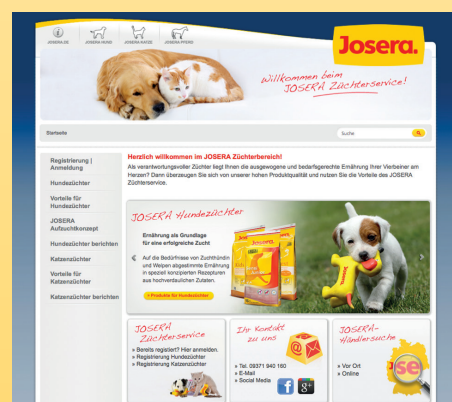 JOSERA.DE JOSERA HUND JOSERA KATZE JOSERA PFERD
Josera.
Willkommen beim
JOSERA Züchterservice!
Startseite
Suche
Registrierung |
Anmeldung
Hundezüchter
Vorteile für
Hundezüchter
JOSERA
Aufzuchtkonzept
Hundezüchter berichten
Katzenzüchter
Vorteile für
Katzenzüchter
Katzenzüchter berichten
Herzlich willkommen im JOSERA Züchterbereich!
Als verantwortungsvoller Züchter liegt Ihnen die ausgewogene und bedarfsgerechte Ernährung Ihrer Vierbeiner am
Herzen? Dann überzeugen Sie sich von unserer hohen Produktqualität und nutzen Sie die Vorteile des JOSERA
Züchterservice.
JOSERA Hundezüchter
Ernährung als Grundlage
für eine erfolgreiche Zucht
Auf die Bedürfnisse von Zuchthündin
und Welpen abgestimmte Ernährung
in speziell konzipierten Rezepturen
aus hochverdaulichen Zutaten.
» Produkte für Hundezüchter
Josera.
JOSERA
Züchterservice
» Bereits registiert? Hier anmelden.
» Registrierung Hundezüchter
» Registrierung Katzenzüchter
Ihr Kontakt
zu uns
@
» Tel. 09371 940 160
» E-Mail
» Social Media
f g+
JOSERA-
Händlersuche
» Vor Ort
» Online
Jose